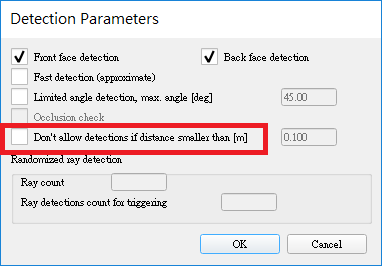 Detection Parameters
Front face detection
Back face detection
Fast detection (approximate)
Limited angle detection, max. angle [deg]
45.00
Occlusion check
Don't allow detections if distance smaller than [m]
0.100
Randomized ray detection
Ray count
Ray detections count for triggering
OK
Cancel